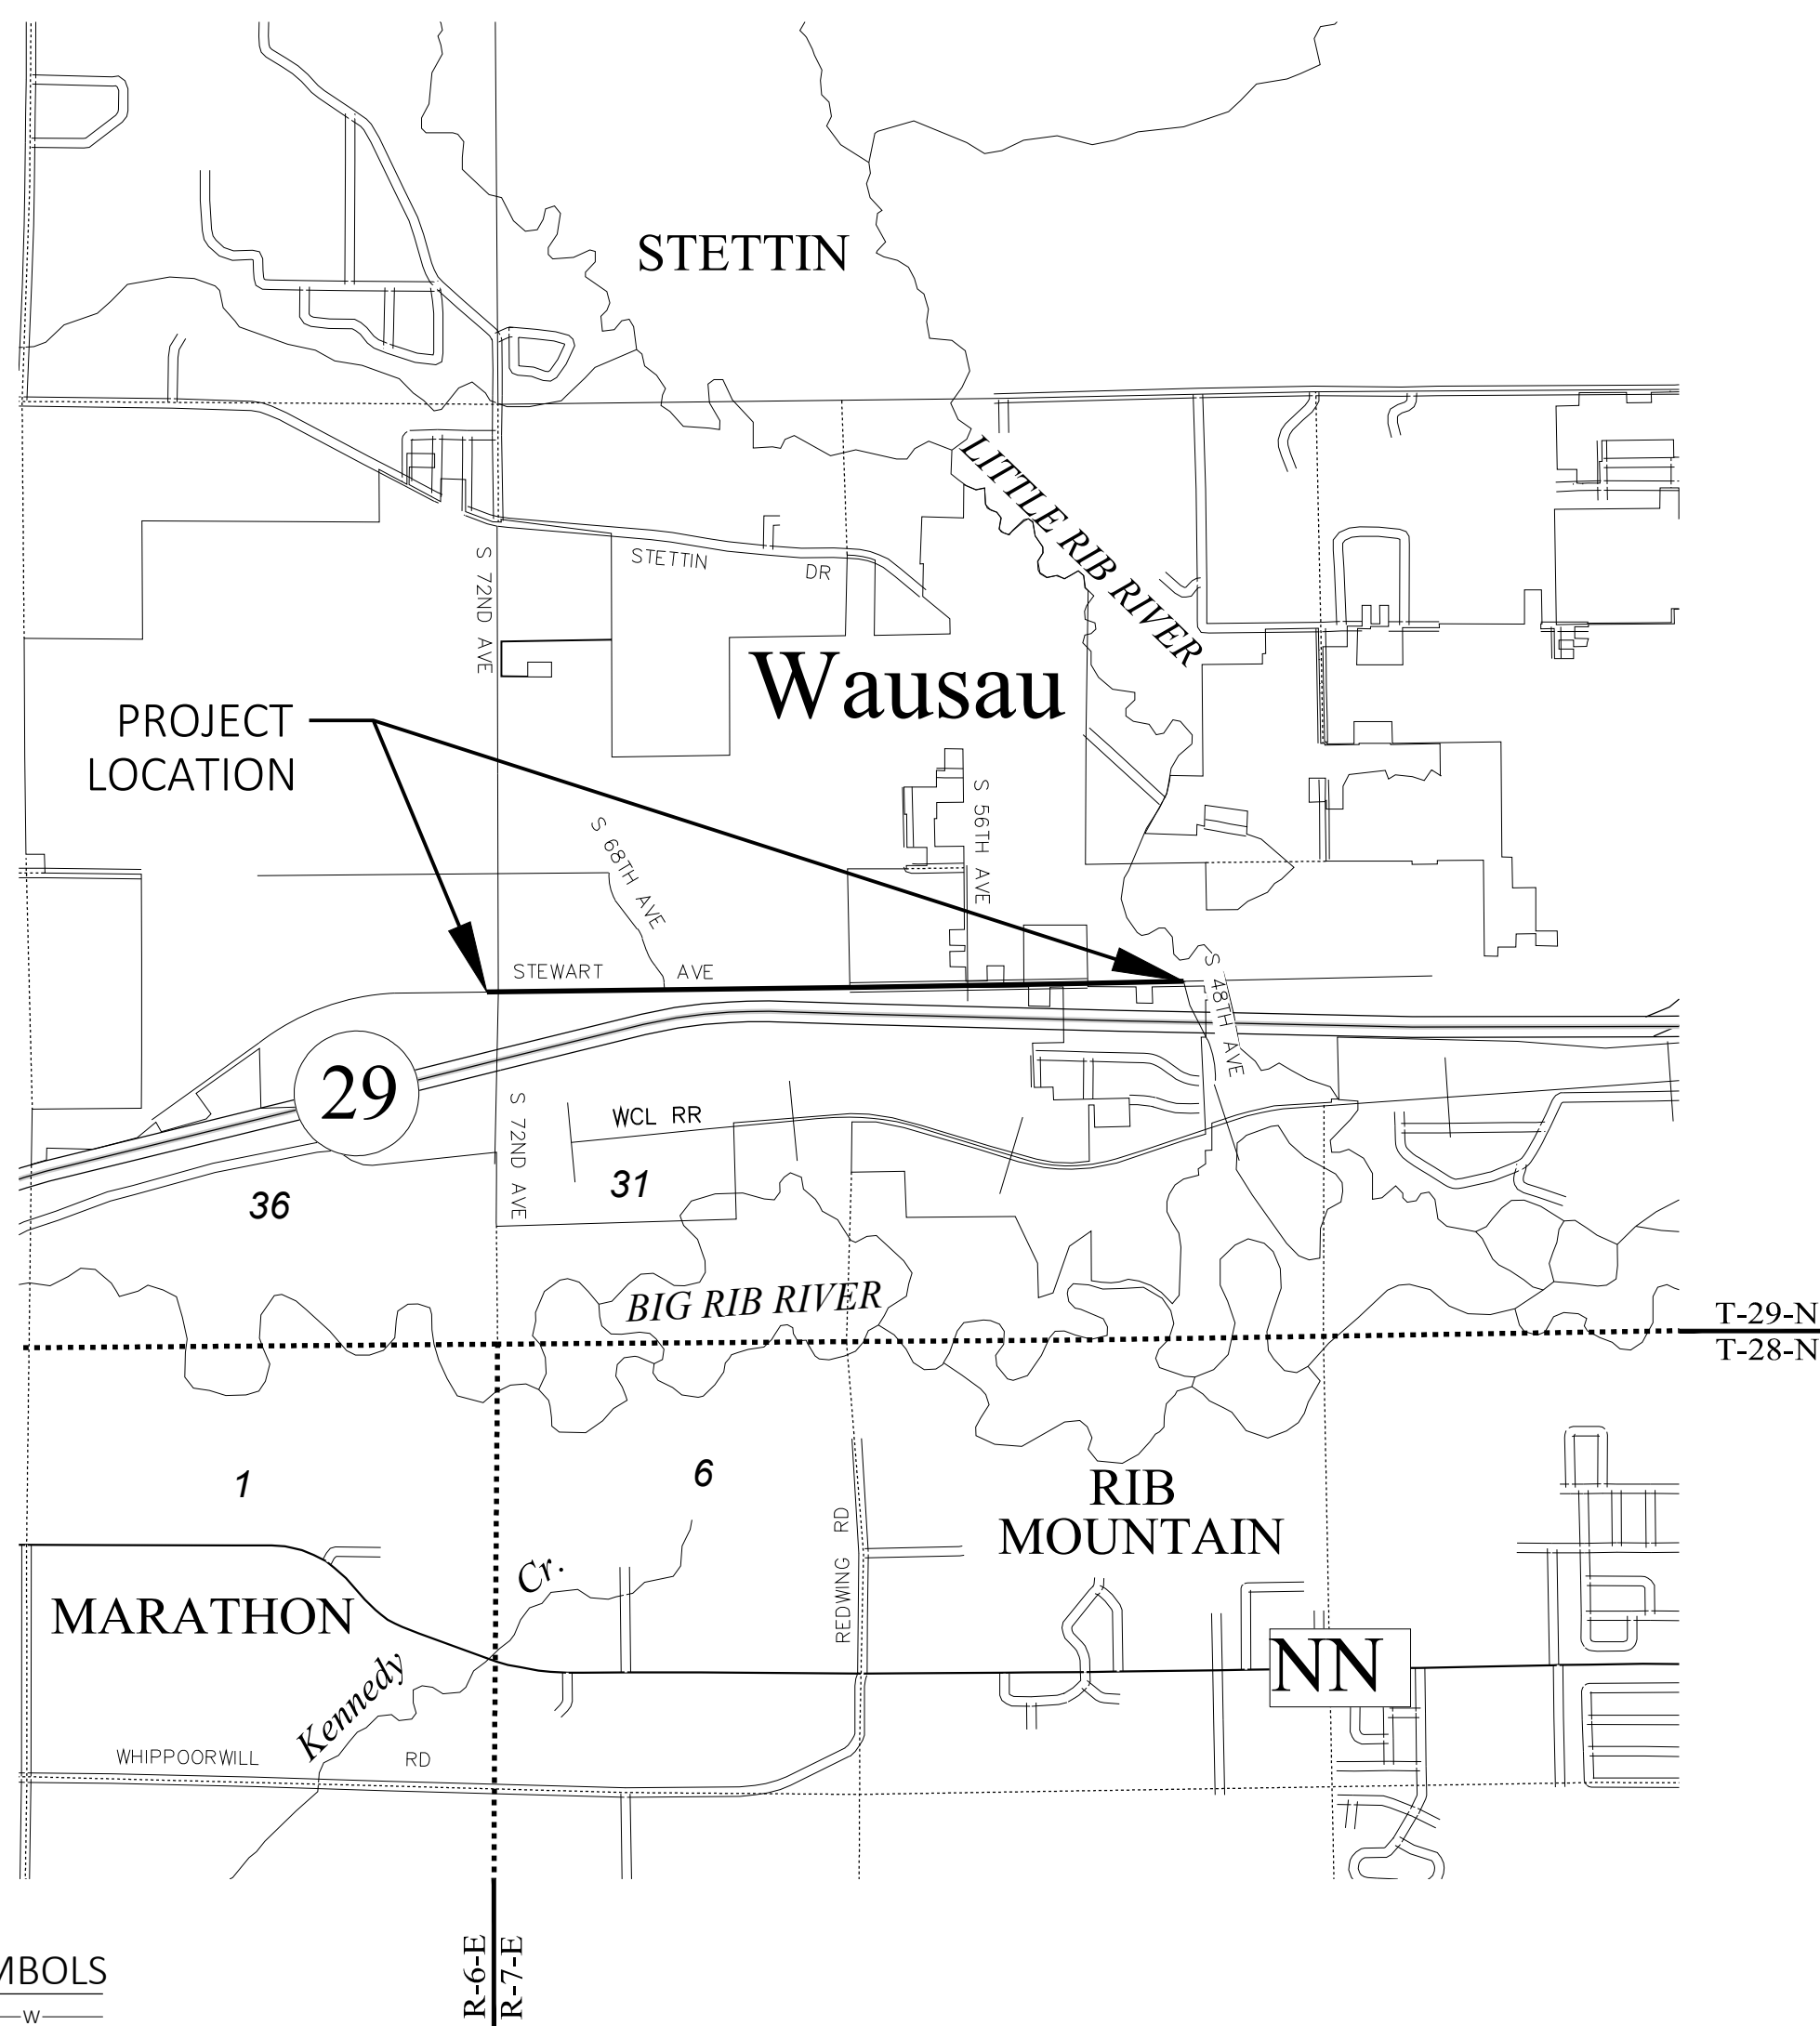 STETTIN
LITTLE RIB RIVER
S 72ND AVE
STETTIN DR
Wausau
PROJECT
LOCATION
S 68TH AVE
S 56TH AVE
STEWART AVE
S 48TH AVE
29
S 72ND AVE
WCL RR
36
31
BIG RIB RIVER
T-29-N
T-28-N
1
6
RIB
MOUNTAIN
REDWING RD
Kennedy Cr.
MARATHON
NN
WHIPPOORWILL RD
R-6-E
R-7-E
MBOLS
W